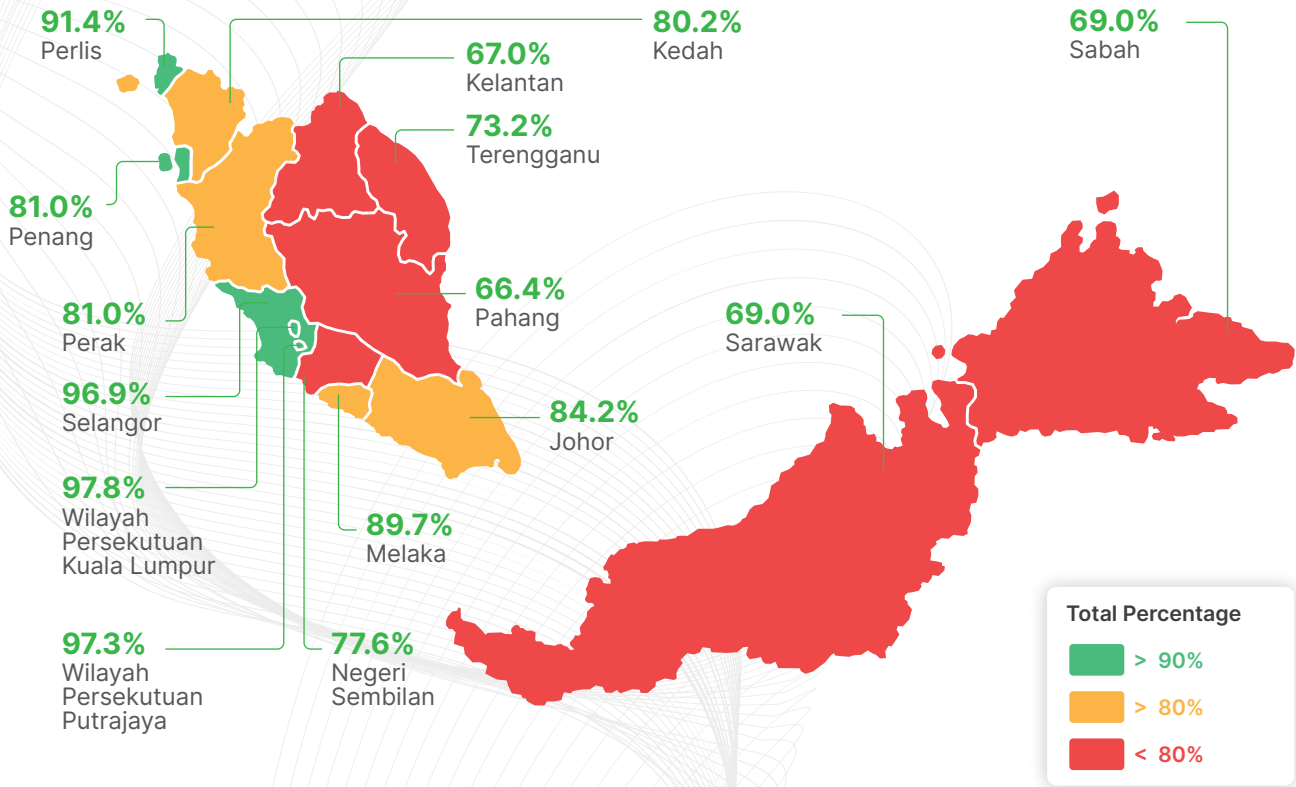 91.4%
Perlis
80.2%
Kedah
69.0%
Sabah
67.0%
Kelantan
73.2%
Terengganu
81.0%
Penang
81.0%
Perak
66.4%
Pahang
69.0%
Sarawak
96.9%
Selangor
84.2%
Johor
97.8%
Wilayah
Persekutuan
Kuala Lumpur
89.7%
Melaka
97.3%
Wilayah
Persekutuan
Putrajaya
77.6%
Negeri
Sembilan
Total Percentage
> 90%
> 80%
< 80%